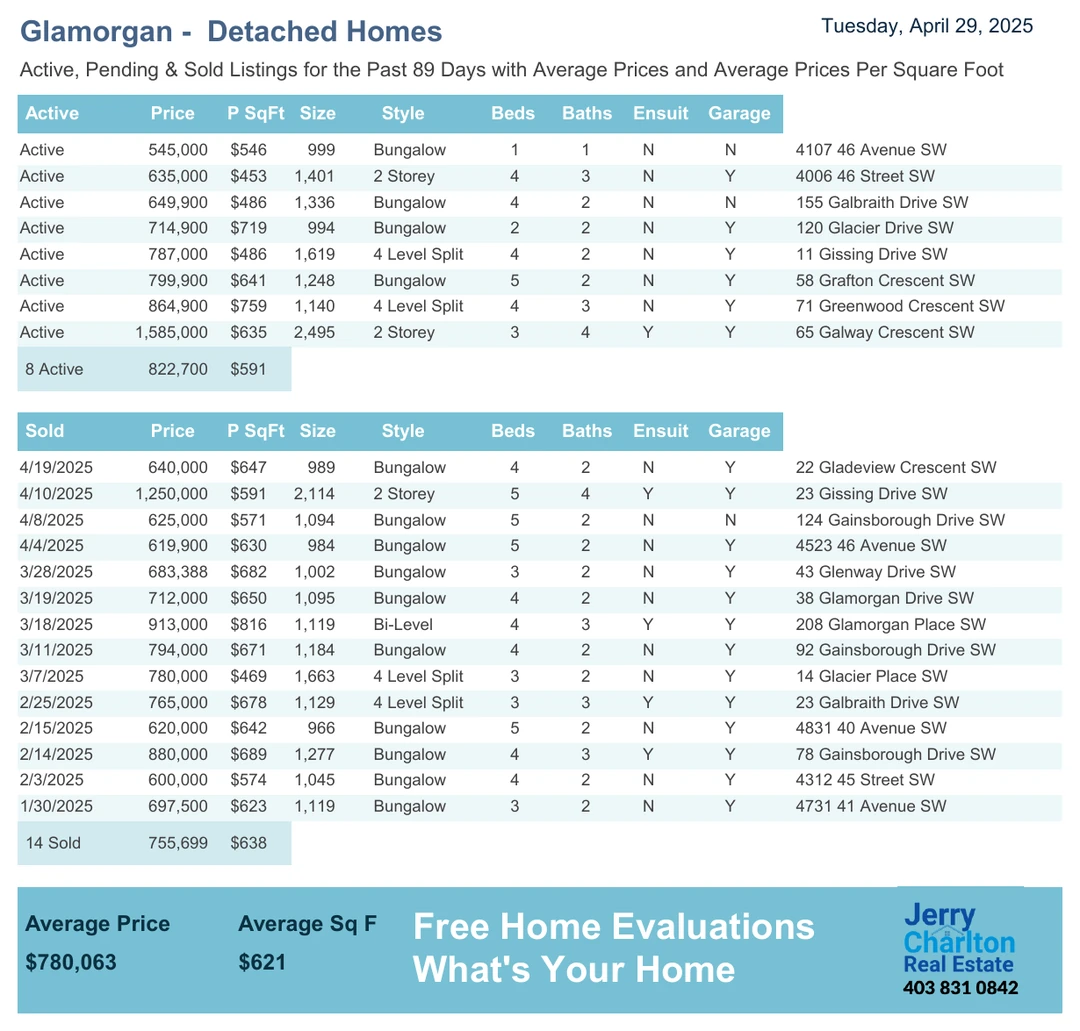 Glamorgan - Detached Homes Tuesday, April 29, 2025
Active, Pending & Sold Listings for the Past 89 Days with Average Prices and Average Prices Per Square Foot
Active Price P SqFt Size Style Beds Baths Ensuit Garage
Active 545,000 $546 999 Bungalow 1 1 N N 4107 46 Avenue SW
Active 635,000 $453 1,401 2 Storey 4 3 N Y 4006 46 Street SW
Active 649,900 $486 1,336 Bungalow 4 2 N N 155 Galbraith Drive SW
Active 714,900 $719 994 Bungalow 2 2 N Y 120 Glacier Drive SW
Active 787,000 $486 1,619 4 Level Split 4 2 N Y 11 Gissing Drive SW
Active 799,900 $641 1,248 Bungalow 5 2 N Y 58 Grafton Crescent SW
Active 864,900 $759 1,140 4 Level Split 4 3 N Y 71 Greenwood Crescent SW
Active 1,585,000 $635 2,495 2 Storey 3 4 Y Y 65 Galway Crescent SW
8 Active 822,700 $591
Sold Price P SqFt Size Style Beds Baths Ensuit Garage
4/19/2025 640,000 $647 989 Bungalow 4 2 N Y 22 Gladeview Crescent SW
4/10/2025 1,250,000 $591 2,114 2 Storey 5 4 Y Y 23 Gissing Drive SW
4/8/2025 625,000 $571 1,094 Bungalow 5 2 N N 124 Gainsborough Drive SW
4/4/2025 619,900 $630 984 Bungalow 5 2 N Y 4523 46 Avenue SW
3/28/2025 683,388 $682 1,002 Bungalow 3 2 N Y 43 Glenway Drive SW
3/19/2025 712,000 $650 1,095 Bungalow 4 2 N Y 38 Glamorgan Drive SW
3/18/2025 913,000 $816 1,119 Bi-Level 4 3 Y Y 208 Glamorgan Place SW
3/11/2025 794,000 $671 1,184 Bungalow 4 2 N Y 92 Gainsborough Drive SW
3/7/2025 780,000 $469 1,663 4 Level Split 3 2 N Y 14 Glacier Place SW
2/25/2025 765,000 $678 1,129 4 Level Split 3 3 Y Y 23 Galbraith Drive SW
2/15/2025 620,000 $642 966 Bungalow 5 2 N Y 4831 40 Avenue SW
2/14/2025 880,000 $689 1,277 Bungalow 4 3 Y Y 78 Gainsborough Drive SW
2/3/2025 600,000 $574 1,045 Bungalow 4 2 N Y 4312 45 Street SW
1/30/2025 697,500 $623 1,119 Bungalow 3 2 N Y 4731 41 Avenue SW
14 Sold 755,699 $638
Average Price Average Sq F
$780,063 $621
Free Home Evaluations
What's Your Home
Jerry
Charlton
Real Estate
403 831 0842